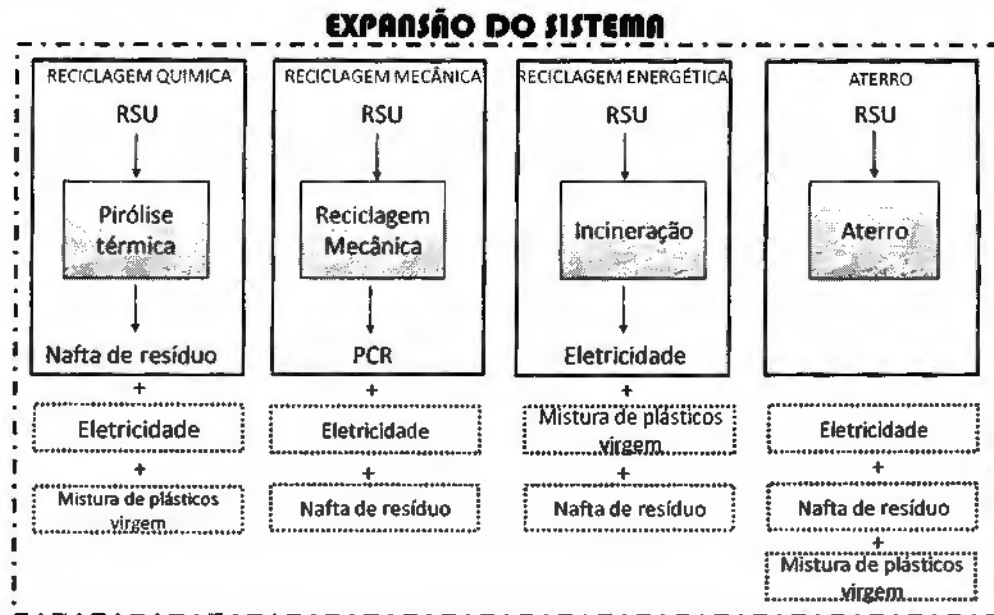 EXPANSÃO DO SISTEMA
RECICLAGEM QUIMICA
RSU
Pirólise
térmica
Nafta de resíduo
+
Eletricidade
+
Mistura de plásticos
virgem
RECICLAGEM MECÂNICA
RSU
Reciclagem
Mecânica
PCR
+
Eletricidade
+
Nafta de resíduo
RECICLAGEM ENERGÉTICA
RSU
Incineração
Eletricidade
+
Mistura de plásticos
virgem
+
Nafta de resíduo
ATERRO
RSU
Aterro
Eletricidade
+
Nafta de resíduo
+
Mistura de plásticos
virgem